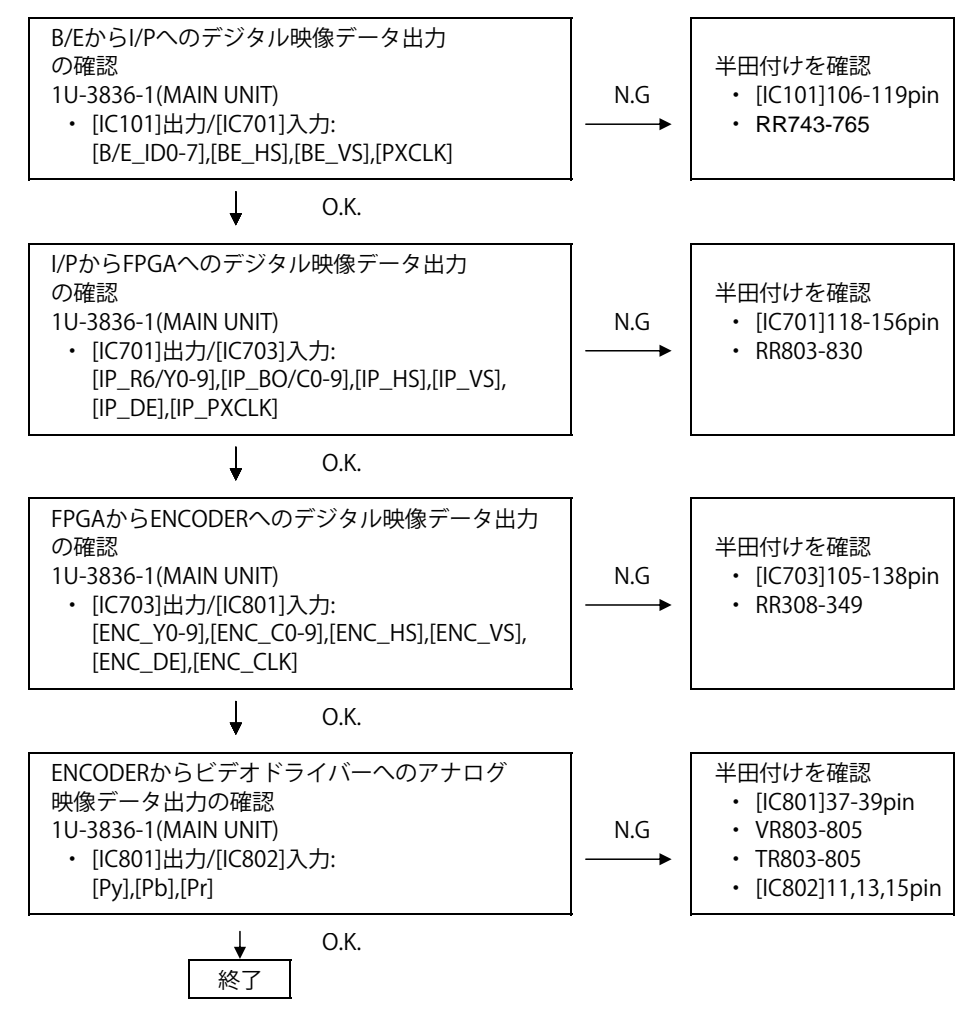 B/EからI/Pへのデジタル映像データ出力
の確認
1U-3836-1(MAIN UNIT)
・ [IC101]出力/[IC701]入力:
[B/E_ID0-7],[BE_HS],[BE_VS],[PXCLK]
N.G
半田付けを確認
・ [IC101]106-119pin
・ RR743-765
O.K.
I/PからFPGAへのデジタル映像データ出力
の確認
1U-3836-1(MAIN UNIT)
・ [IC701]出力/[IC703]入力:
[IP_R6/Y0-9],[IP_BO/C0-9],[IP_HS],[IP_VS],
[IP_DE],[IP_PXCLK]
N.G
半田付けを確認
・ [IC701]118-156pin
・ RR803-830
O.K.
FPGAからENCODERへのデジタル映像データ出力
の確認
1U-3836-1(MAIN UNIT)
・ [IC703]出力/[IC801]入力:
[ENC_Y0-9],[ENC_C0-9],[ENC_HS],[ENC_VS],
[ENC_DE],[ENC_CLK]
N.G
半田付けを確認
・ [IC703]105-138pin
・ RR308-349
O.K.
ENCODERからビデオドライバーへのアナログ
映像データ出力の確認
1U-3836-1(MAIN UNIT)
・ [IC801]出力/[IC802]入力:
[Py],[Pb],[Pr]
N.G
半田付けを確認
・ [IC801]37-39pin
・ VR803-805
・ TR803-805
・ [IC802]11,13,15pin
O.K.
終了